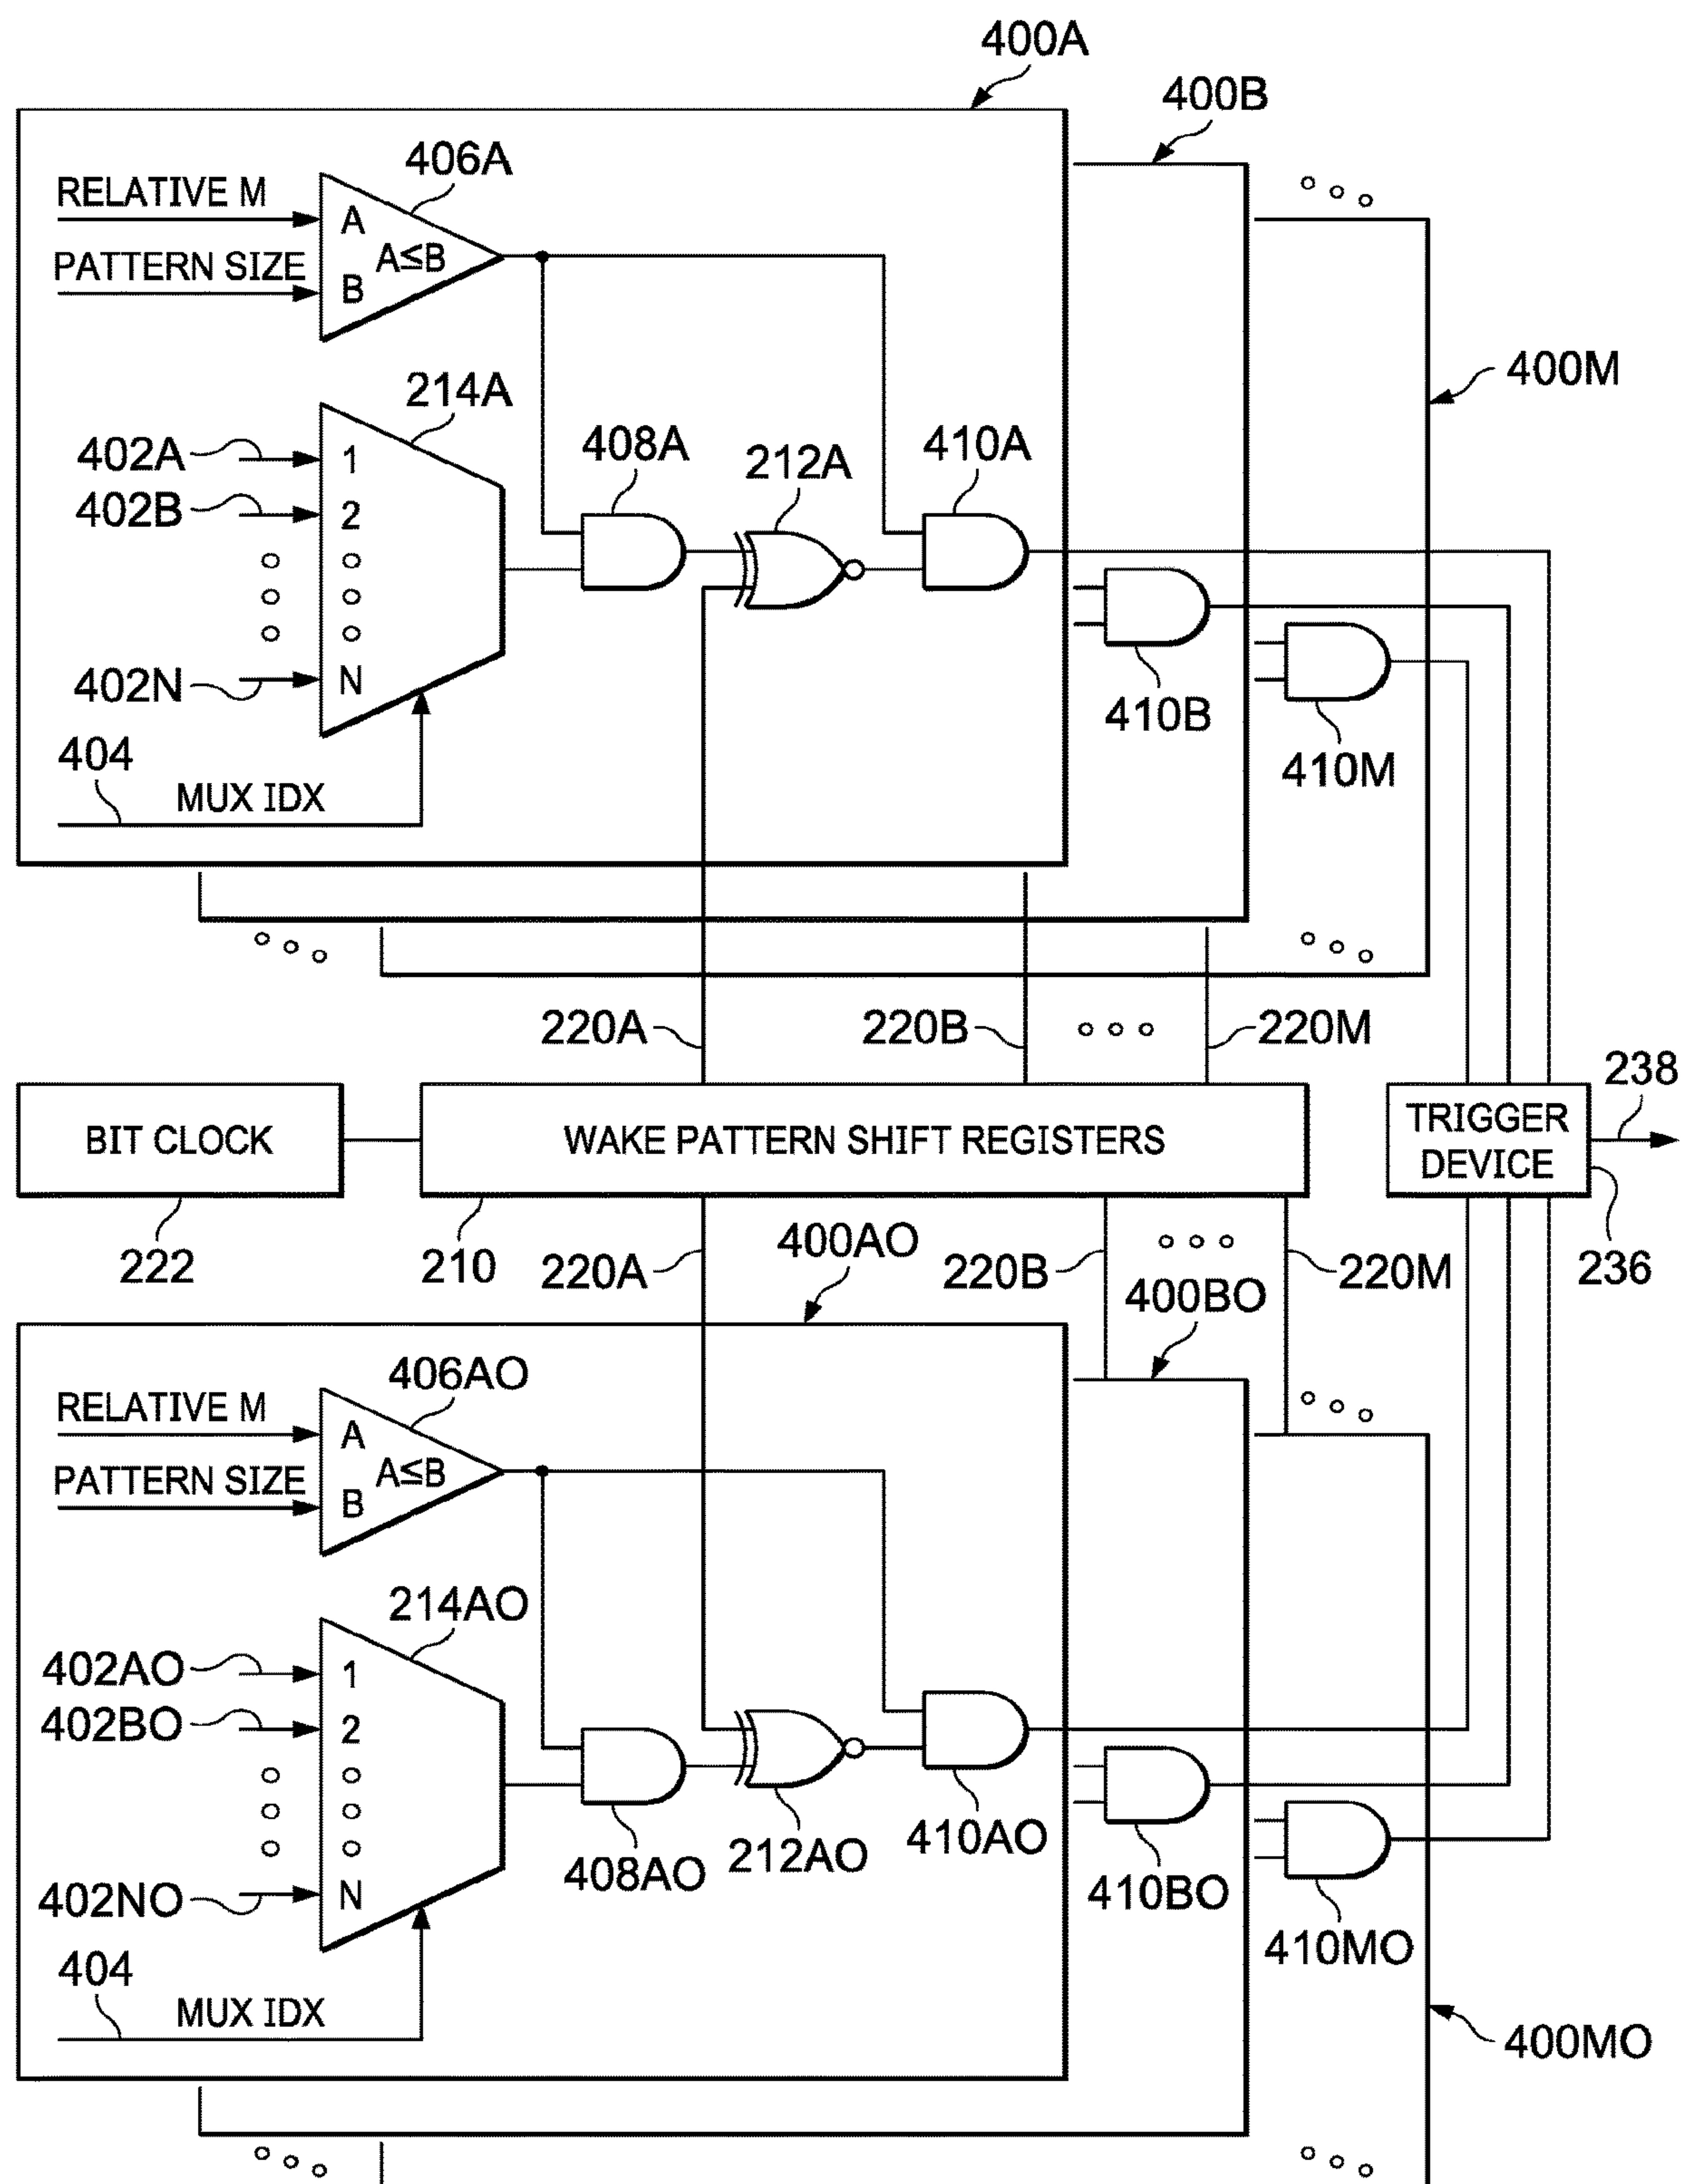 400A
400B
406A
RELATIVE M
A
A≤B
PATTERN SIZE
B
400M
214A
408A
410A
212A
402A
1
402B
2
402N
N
410B
410M
404
MUX IDX
220A
220B
220M
238
BIT CLOCK
WAKE PATTERN SHIFT REGISTERS
TRIGGER
DEVICE
222
210
220A
400AO
220B
220M
236
400BO
406AO
RELATIVE M
A
A≤B
PATTERN SIZE
B
214AO
402AO
1
402BO
2
402NO
N
408AO
212AO
410AO
410BO
410MO
404
MUX IDX
400MO